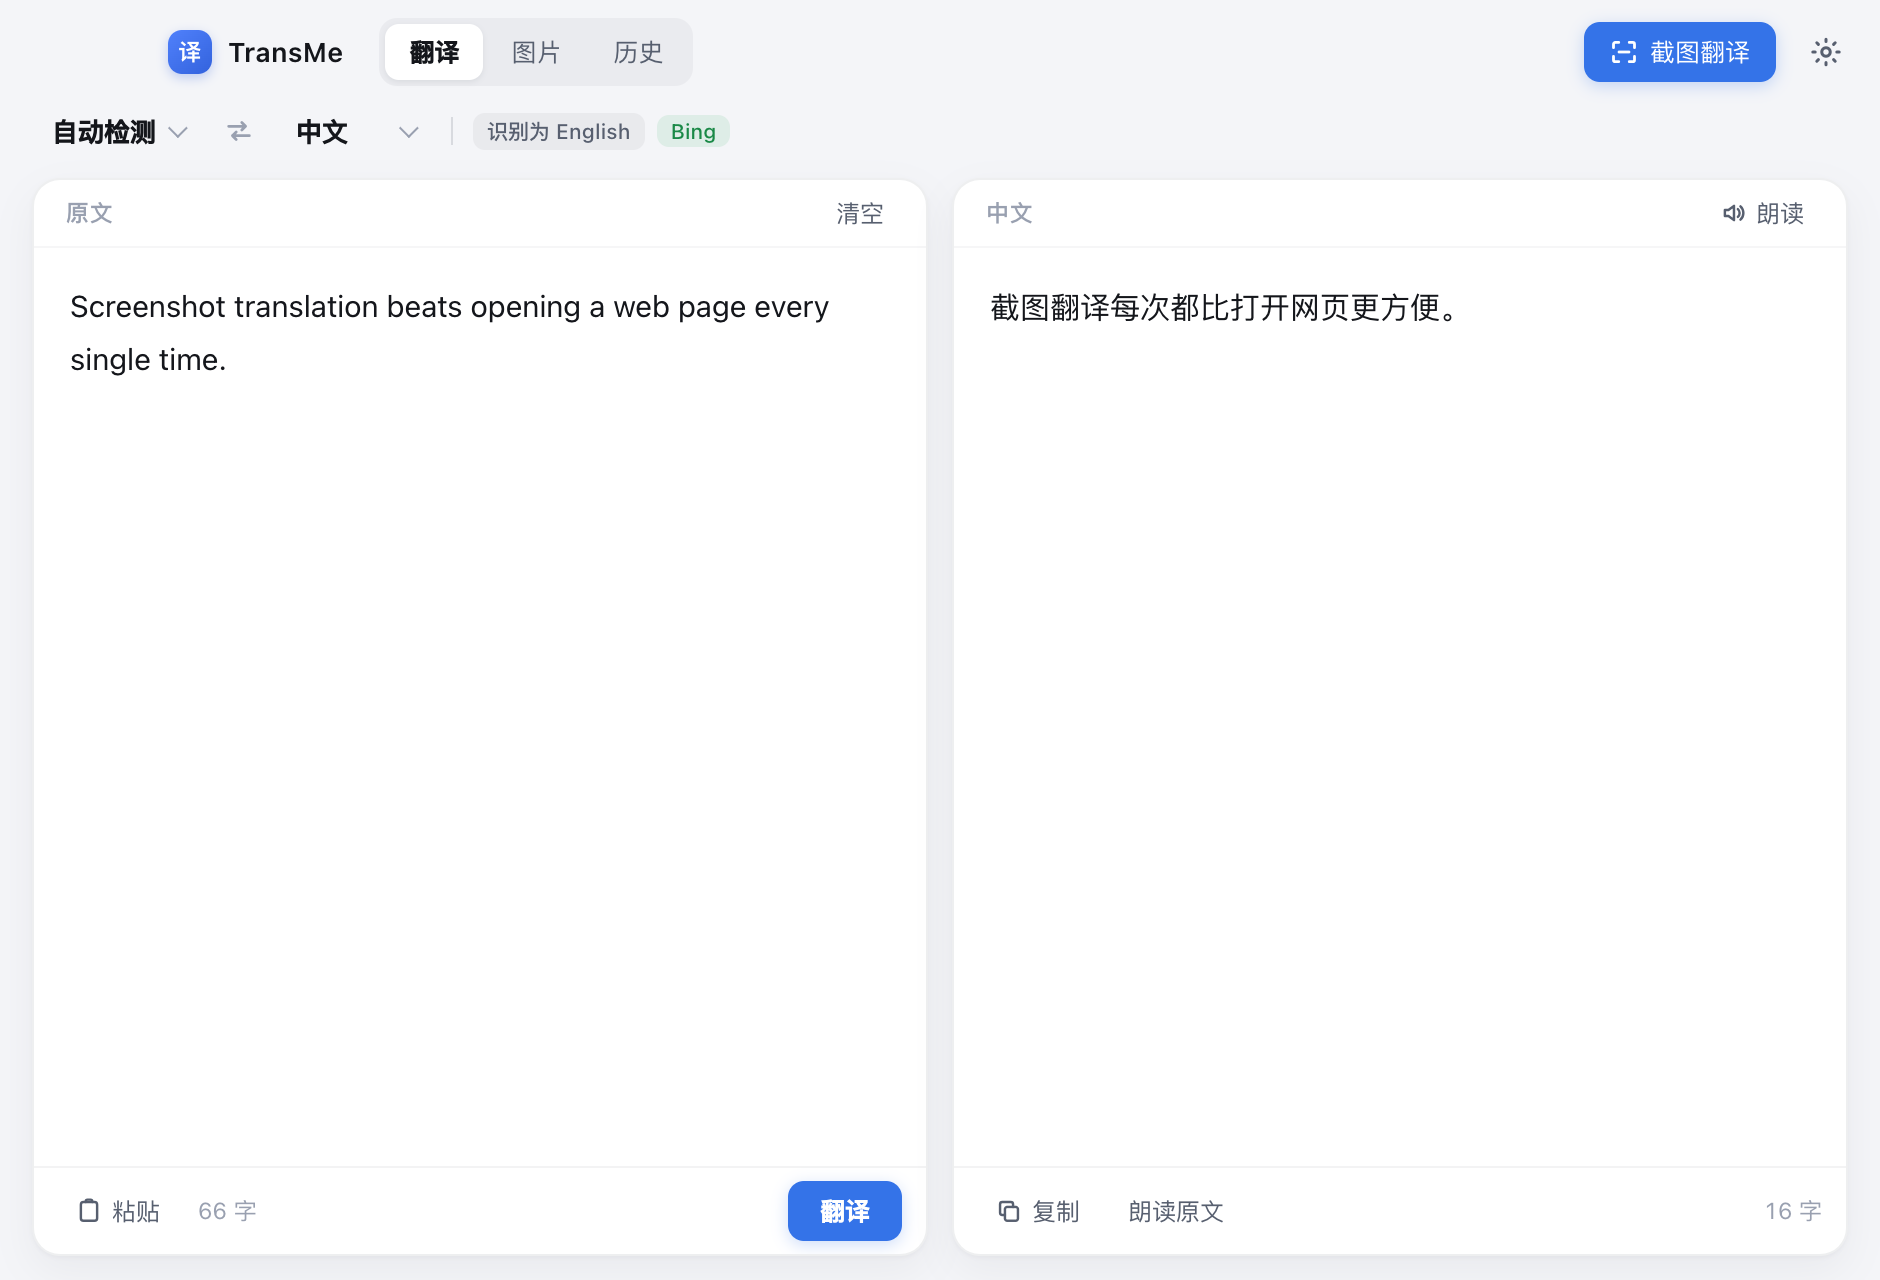 译 TransMe 翻译 图片 历史 截图翻译
自动检测 中文 识别为 English Bing
原文 清空
Screenshot translation beats opening a web page every
single time.
粘贴 66 字 翻译
中文 朗读
截图翻译每次都比打开网页更方便。
复制 朗读原文 16 字